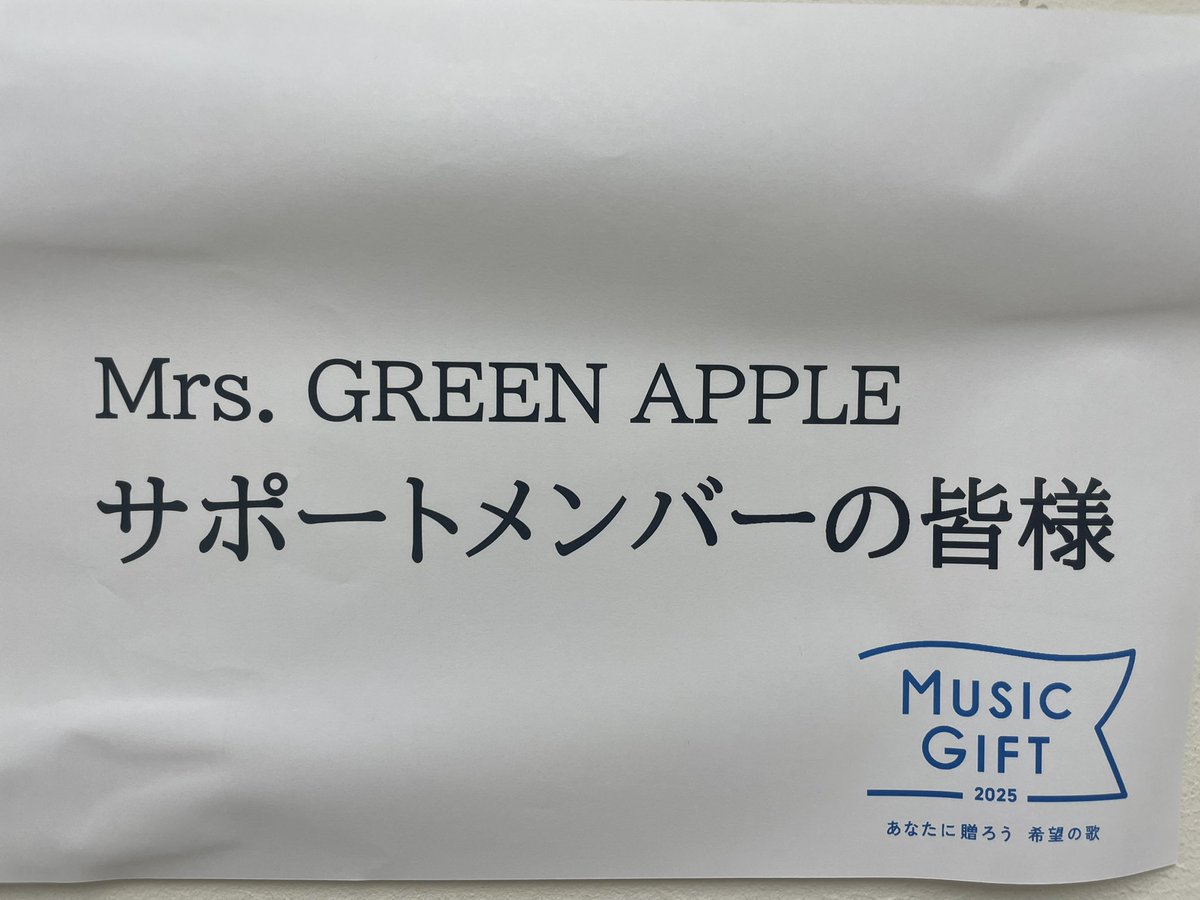 Mrs. GREEN APPLE
サポートメンバーの皆様
MUSIC
GIFT
2025
あなたに贈ろう 希望の歌